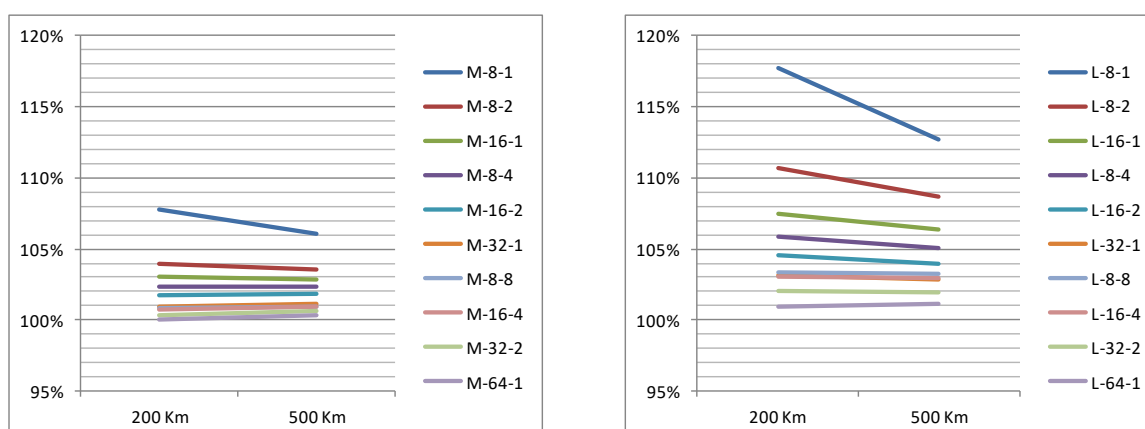 120%
115%
110%
105%
100%
95%
200 Km
500 Km
M-8-1
M-8-2
M-16-1
M-8-4
M-16-2
M-32-1
M-8-8
M-16-4
M-32-2
M-64-1
120%
115%
110%
105%
100%
95%
200 Km
500 Km
L-8-1
L-8-2
L-16-1
L-8-4
L-16-2
L-32-1
L-8-8
L-16-4
L-32-2
L-64-1